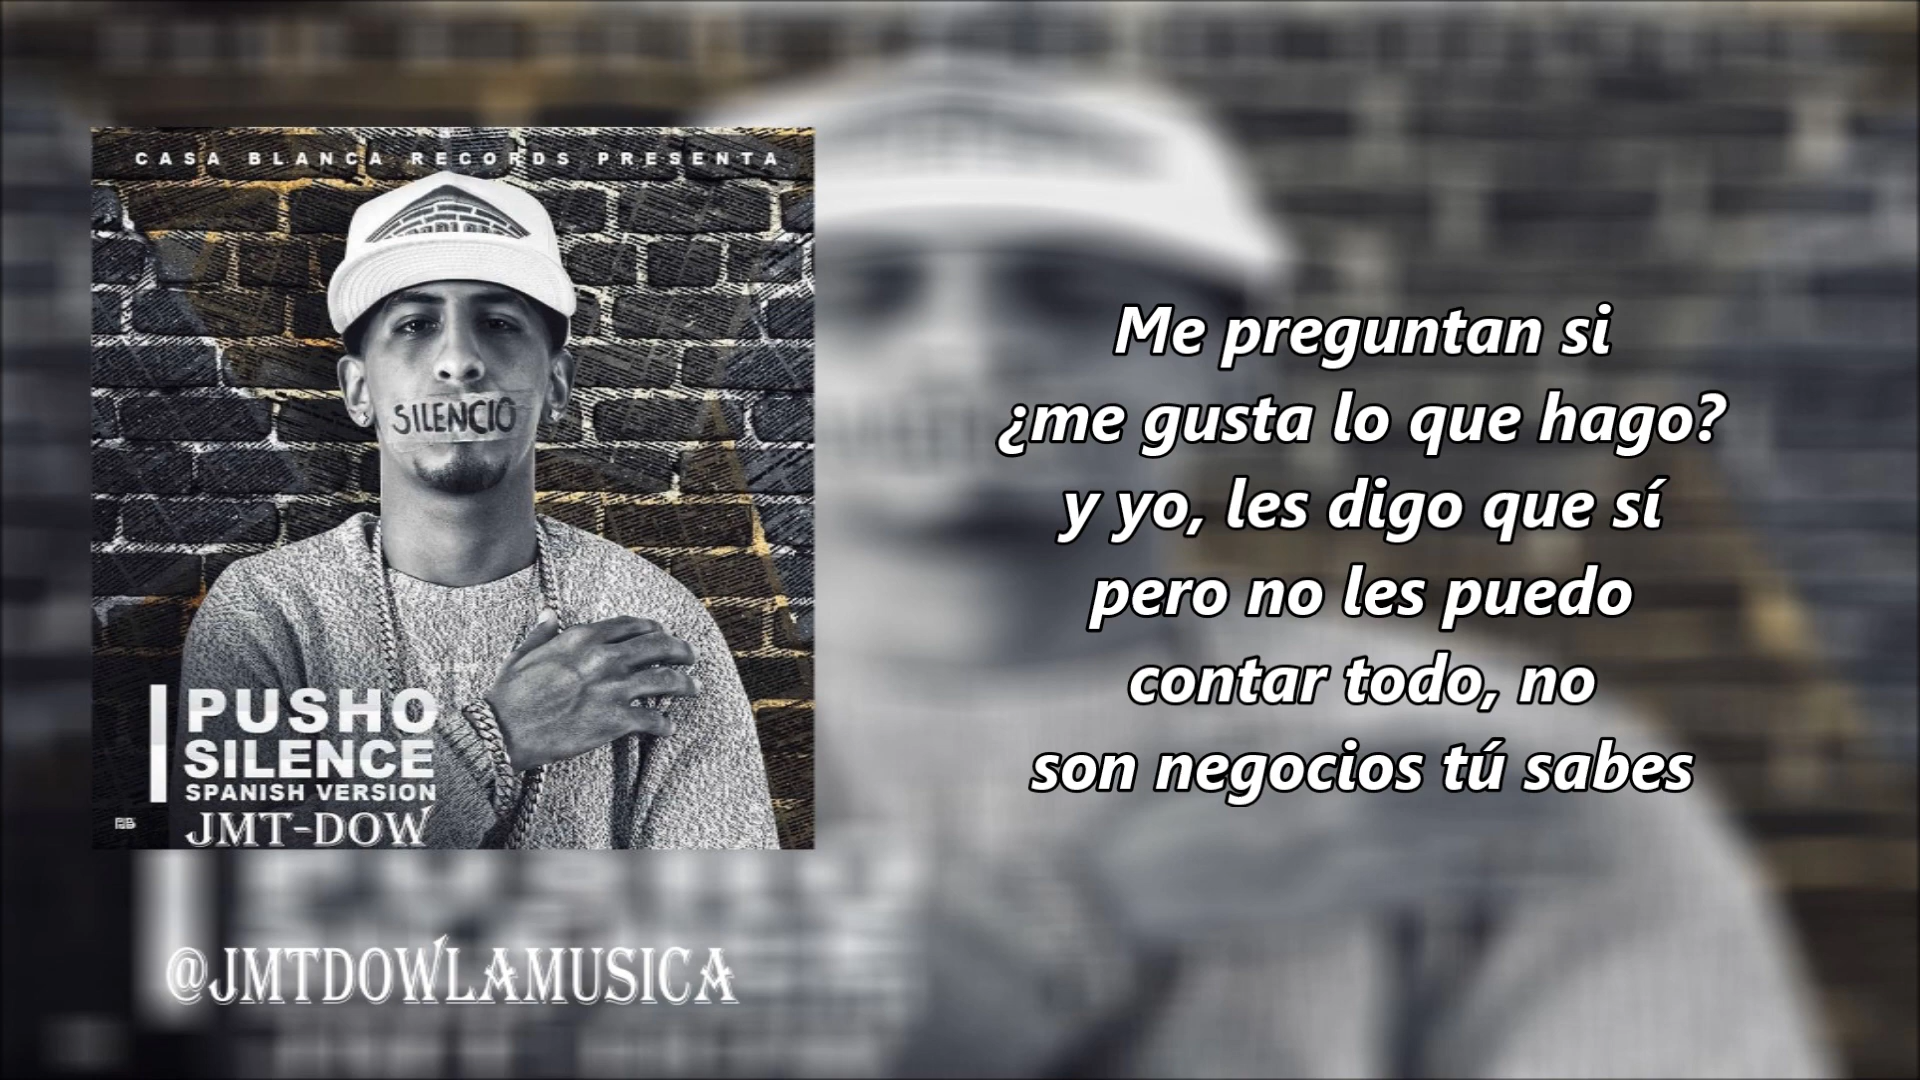 CASA BLANCA RECORDS PRESENTA
SILENCIO
PUSHO
SILENCE
SPANISH VERSION
JMT-DOW
@JMTDOWLAMUSICA
Me preguntan si
¿me gusta lo que hago?
y yo, les digo que sí
pero no les puedo
contar todo, no
son negocios tú sabes